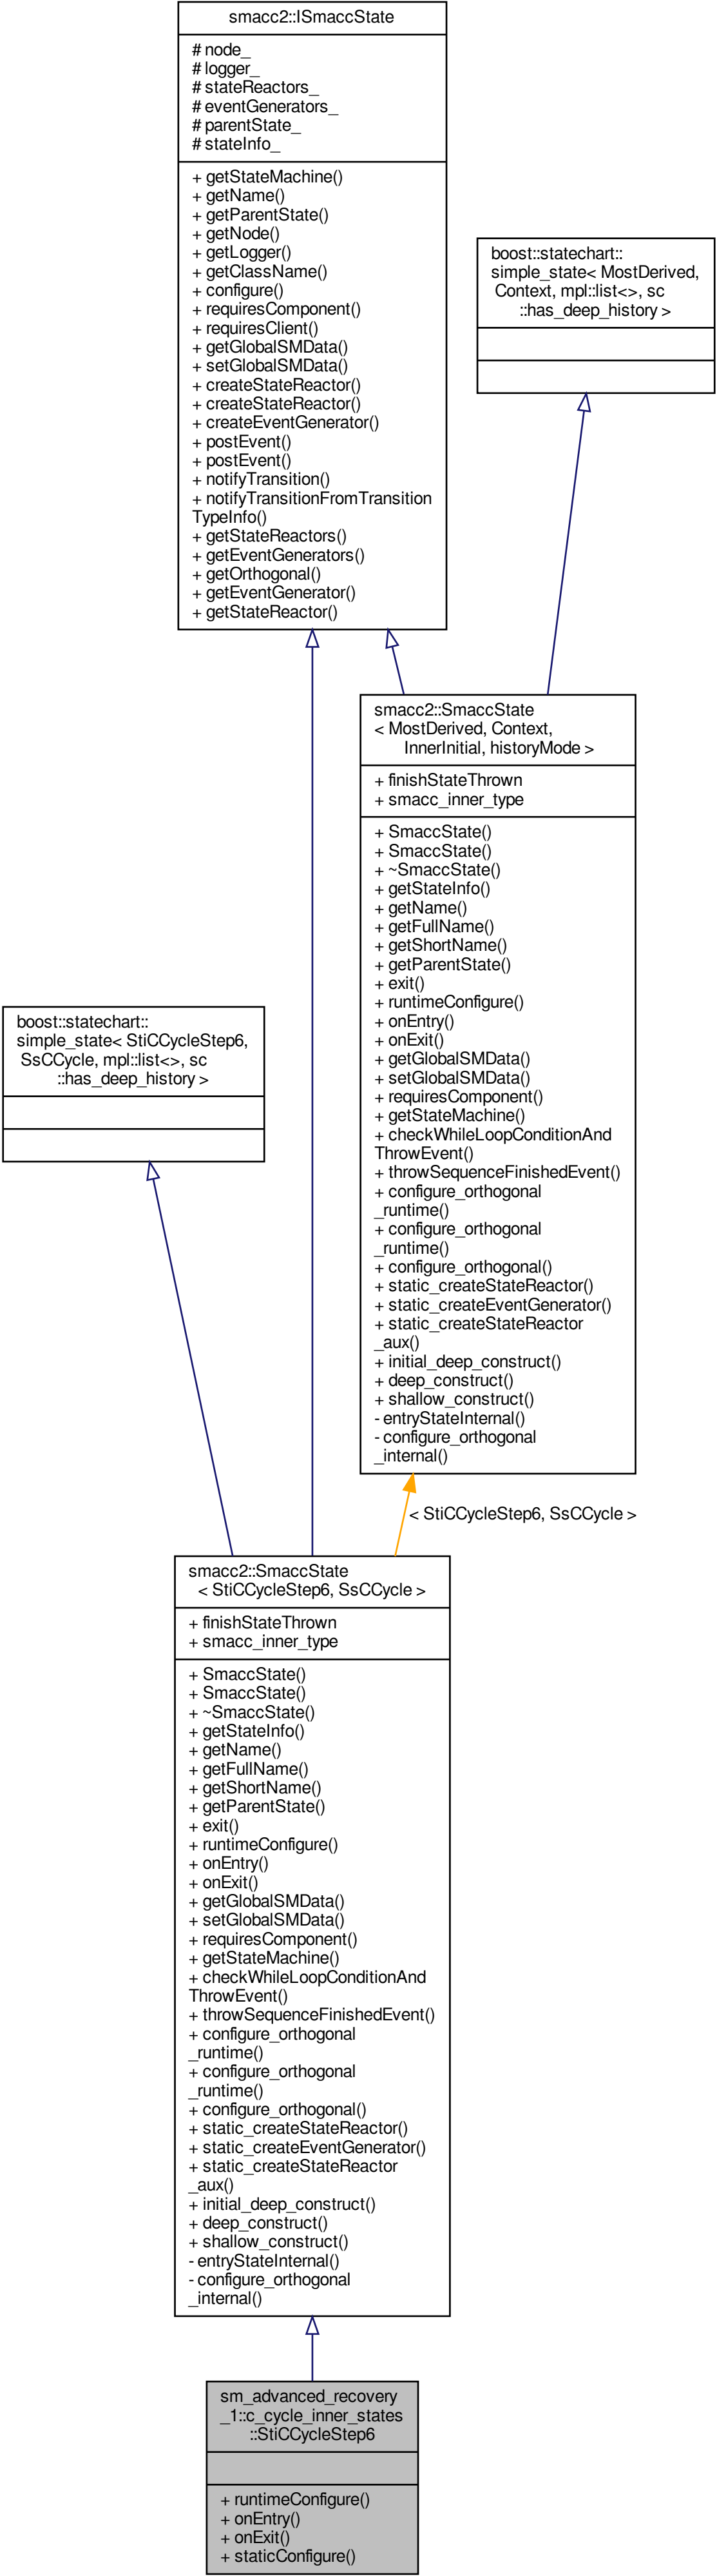 smacc2::ISmaccState
# node_
# logger_
# stateReactors_
# eventGenerators_
# parentState_
# stateInfo_
+ getStateMachine()
+ getName()
+ getParentState()
+ getNode()
+ getLogger()
+ getClassName()
+ configure()
+ requiresComponent()
+ requiresClient()
+ getGlobalSMData()
+ setGlobalSMData()
+ createStateReactor()
+ createStateReactor()
+ createEventGenerator()
+ postEvent()
+ postEvent()
+ notifyTransition()
+ notifyTransitionFromTransition
TypeInfo()
+ getStateReactors()
+ getEventGenerators()
+ getOrthogonal()
+ getEventGenerator()
+ getStateReactor()
boost::statechart::
simple_state< MostDerived,
Context, mpl::list<>, sc
::has_deep_history >
smacc2::SmaccState
< MostDerived, Context,
InnerInitial, historyMode >
+ finishStateThrown
+ smacc_inner_type
+ SmaccState()
+ SmaccState()
+ ~SmaccState()
+ getStateInfo()
+ getName()
+ getFullName()
+ getShortName()
+ getParentState()
+ exit()
+ runtimeConfigure()
+ onEntry()
+ onExit()
+ getGlobalSMData()
+ setGlobalSMData()
+ requiresComponent()
+ getStateMachine()
+ checkWhileLoopConditionAnd
ThrowEvent()
+ throwSequenceFinishedEvent()
+ configure_orthogonal
_runtime()
+ configure_orthogonal
_runtime()
+ configure_orthogonal()
+ static_createStateReactor()
+ static_createEventGenerator()
+ static_createStateReactor
_aux()
+ initial_deep_construct()
+ deep_construct()
+ shallow_construct()
- entryStateInternal()
- configure_orthogonal
_internal()
boost::statechart::
simple_state< StiCCycleStep6,
SsCCycle, mpl::list<>, sc
::has_deep_history >
< StiCCycleStep6, SsCCycle >
smacc2::SmaccState
< StiCCycleStep6, SsCCycle >
+ finishStateThrown
+ smacc_inner_type
+ SmaccState()
+ SmaccState()
+ ~SmaccState()
+ getStateInfo()
+ getName()
+ getFullName()
+ getShortName()
+ getParentState()
+ exit()
+ runtimeConfigure()
+ onEntry()
+ onExit()
+ getGlobalSMData()
+ setGlobalSMData()
+ requiresComponent()
+ getStateMachine()
+ checkWhileLoopConditionAnd
ThrowEvent()
+ throwSequenceFinishedEvent()
+ configure_orthogonal
_runtime()
+ configure_orthogonal
_runtime()
+ configure_orthogonal()
+ static_createStateReactor()
+ static_createEventGenerator()
+ static_createStateReactor
_aux()
+ initial_deep_construct()
+ deep_construct()
+ shallow_construct()
- entryStateInternal()
- configure_orthogonal
_internal()
sm_advanced_recovery
_1::c_cycle_inner_states
::StiCCycleStep6
+ runtimeConfigure()
+ onEntry()
+ onExit()
+ staticConfigure()